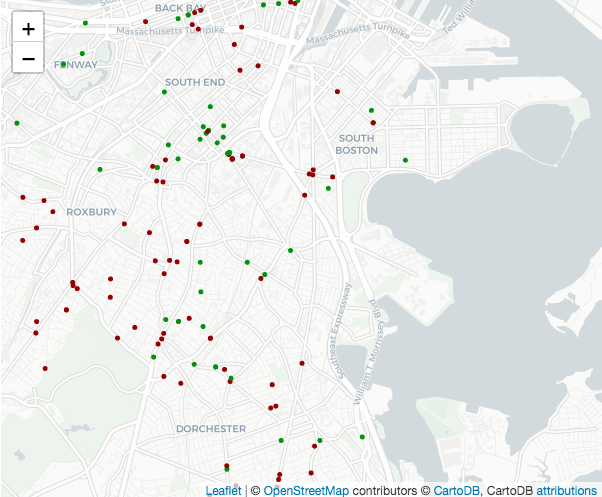 BACK BAY
Massachusetts Turnpike
Massachusetts Turnpike
Ted Willia
+
−
FENWAY
SOUTH END
SOUTH
BOSTON
ROXBURY
Southeast Expressway
William T. Morrissey Blvd
DORCHESTER
Leaflet | © OpenStreetMap contributors © CartoDB, CartoDB attributions